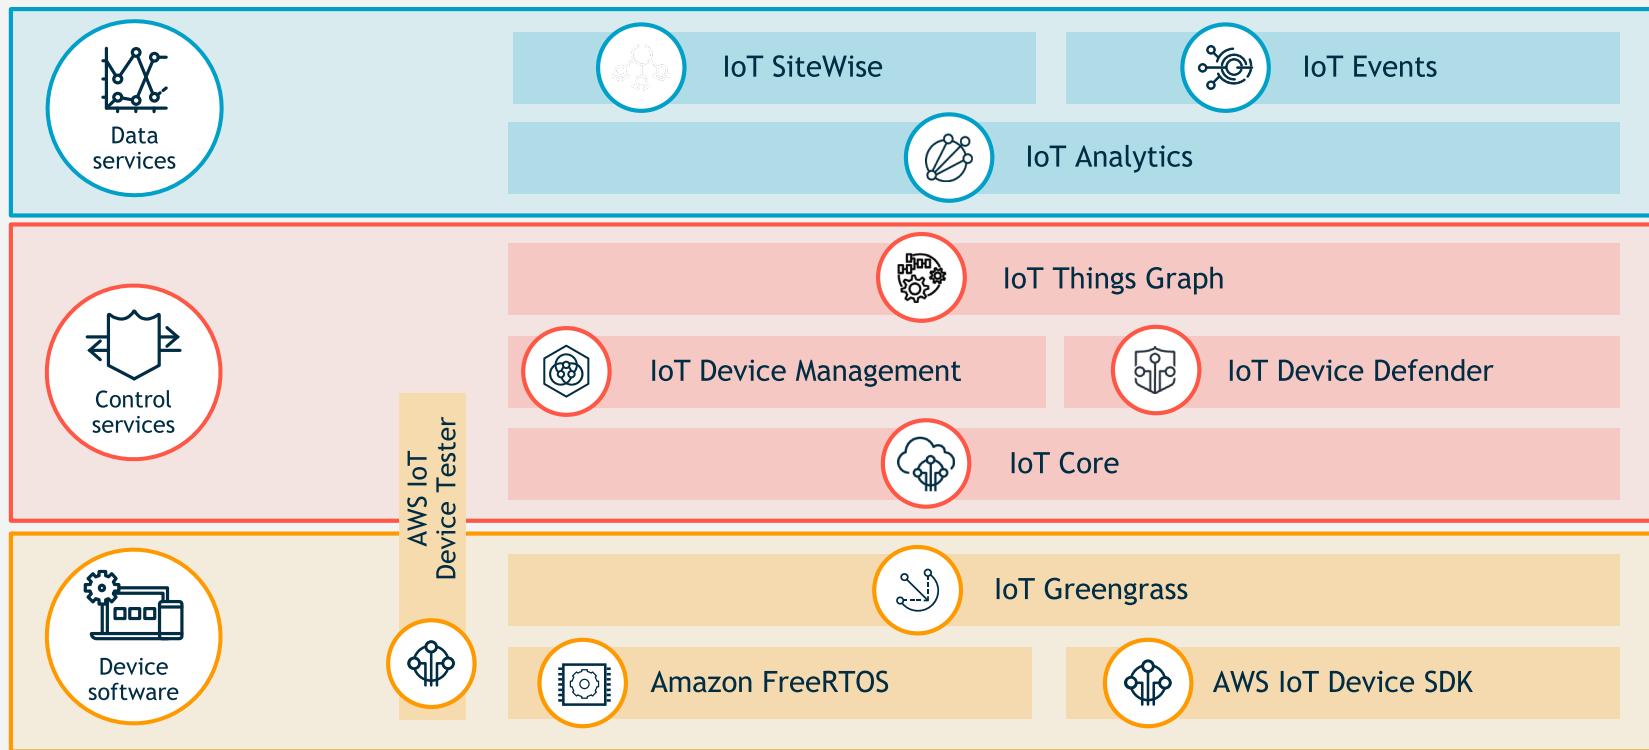 Data
services
IoT SiteWise
IoT Events
IoT Analytics
Control
services
IoT Things Graph
IoT Device Management
IoT Device Defender
IoT Core
AWS IoT
Device Tester
Device
software
IoT Greengrass
Amazon FreeRTOS
AWS IoT Device SDK